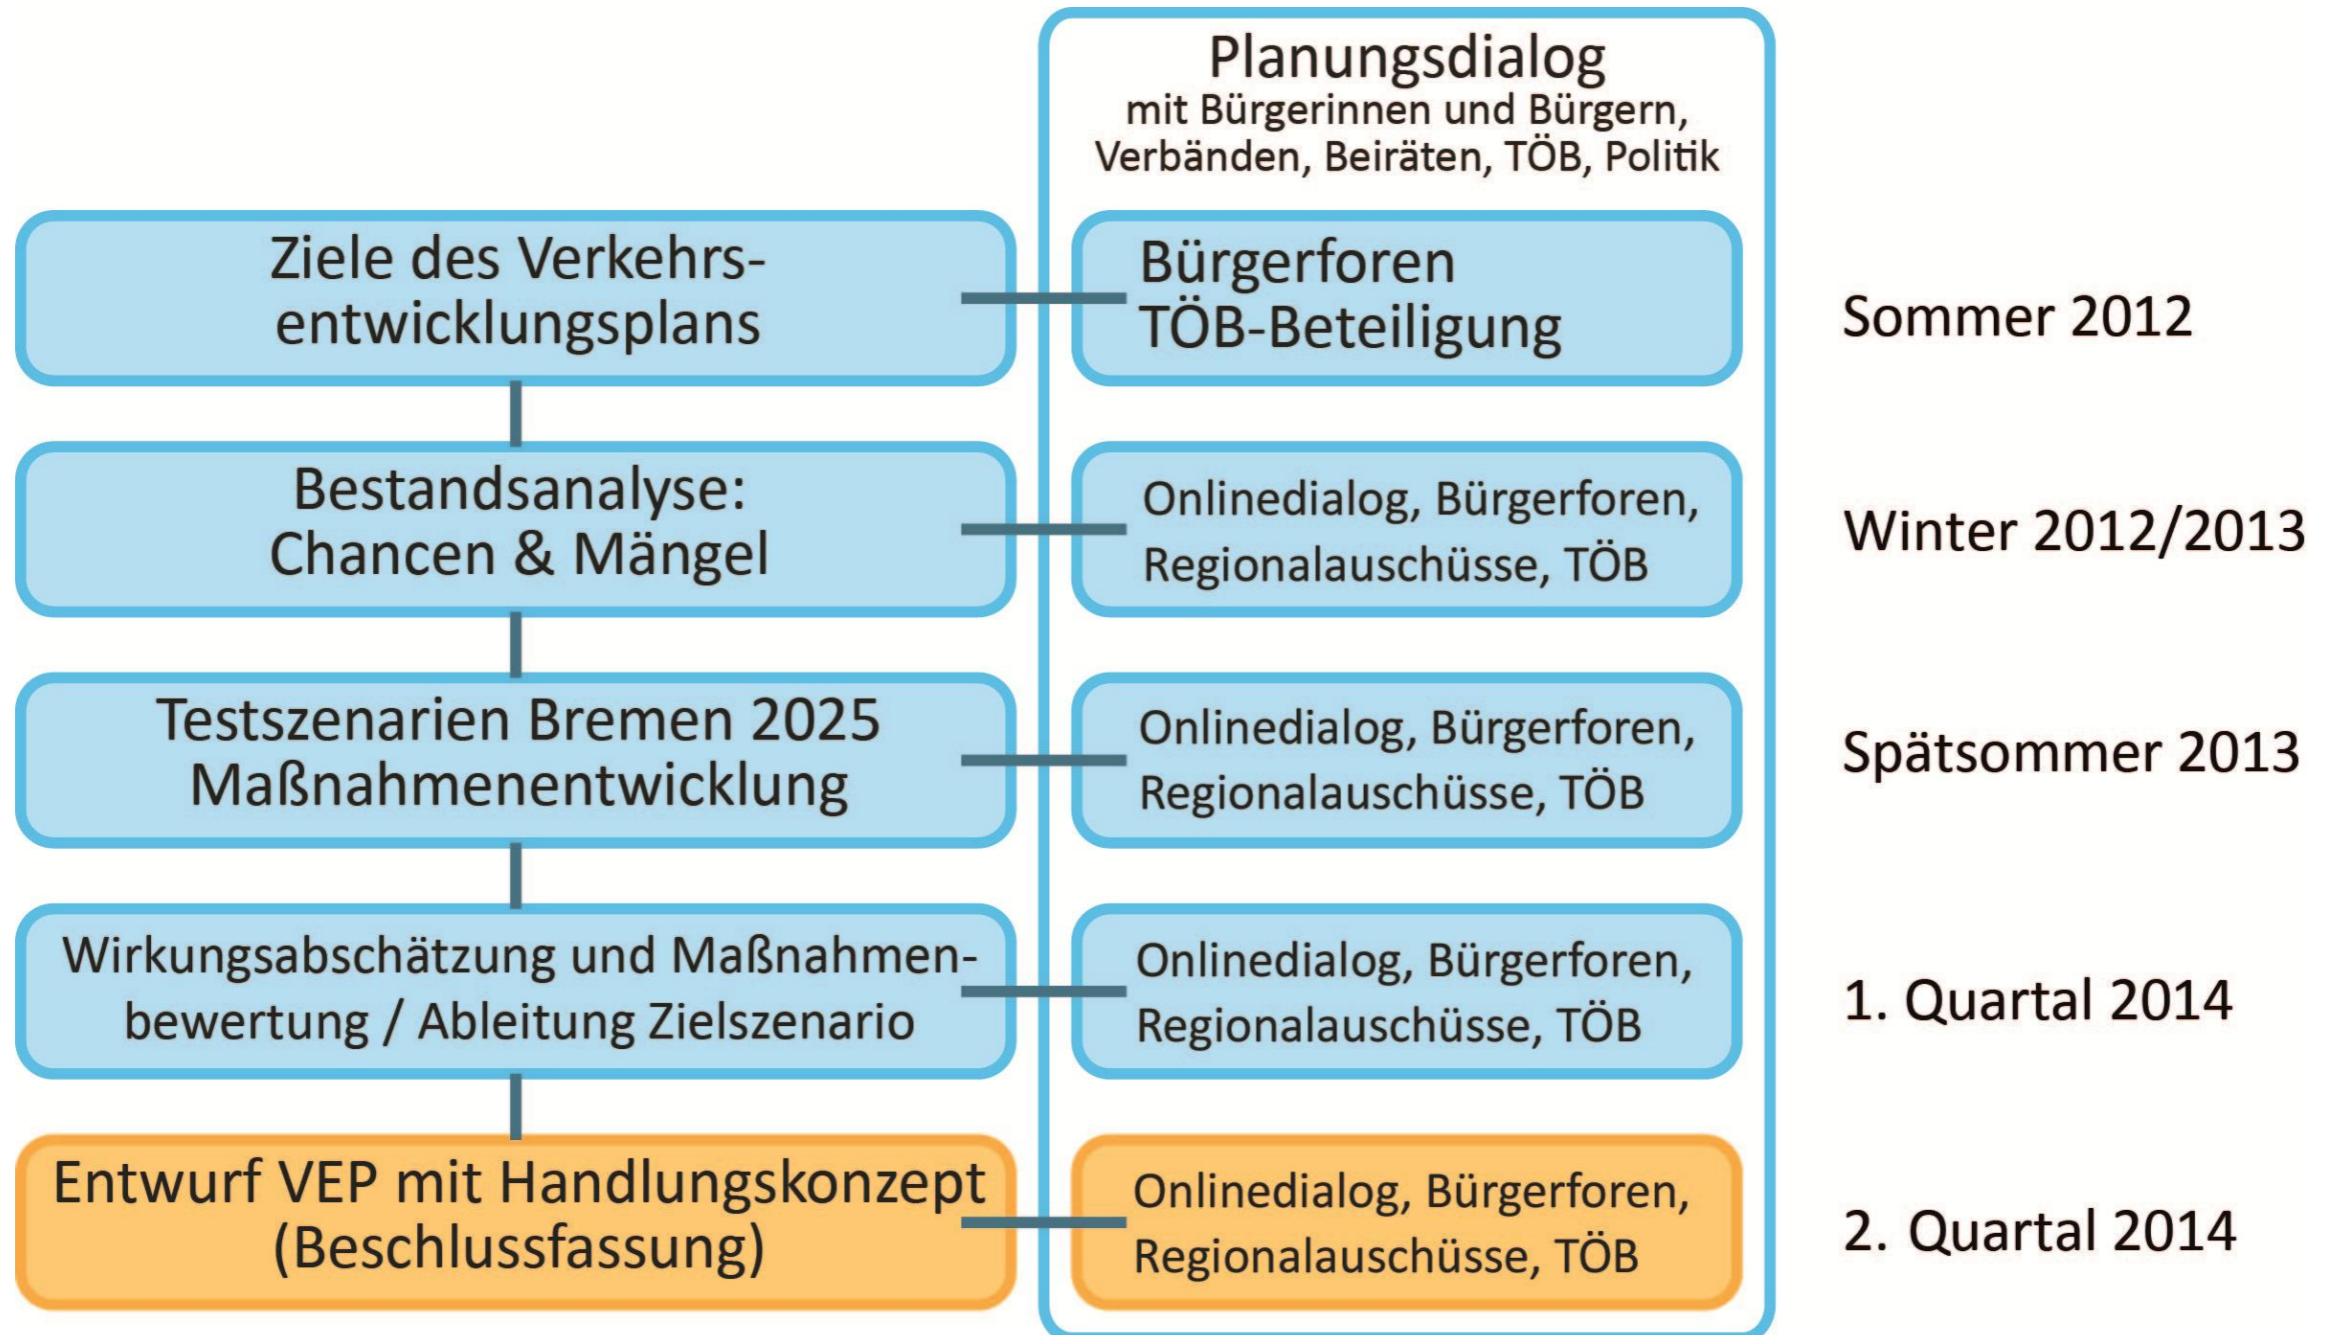 Planungsdialog
mit Bürgerinnen und Bürgern,
Verbänden, Beiräten, TÖB, Politik
Ziele des Verkehrs-
entwicklungsplans
Bürgerforen
TÖB-Beteiligung
Sommer 2012
Bestandsanalyse:
Chancen & Mängel
Onlinedialog, Bürgerforen,
Regionalauschüsse, TÖB
Winter 2012/2013
Testszenarien Bremen 2025
Maßnahmenentwicklung
Onlinedialog, Bürgerforen,
Regionalauschüsse, TÖB
Spätsommer 2013
Wirkungsabschätzung und Maßnahmen-
bewertung / Ableitung Zielszenario
Onlinedialog, Bürgerforen,
Regionalauschüsse, TÖB
1. Quartal 2014
Entwurf VEP mit Handlungskonzept
(Beschlussfassung)
Onlinedialog, Bürgerforen,
Regionalauschüsse, TÖB
2. Quartal 2014